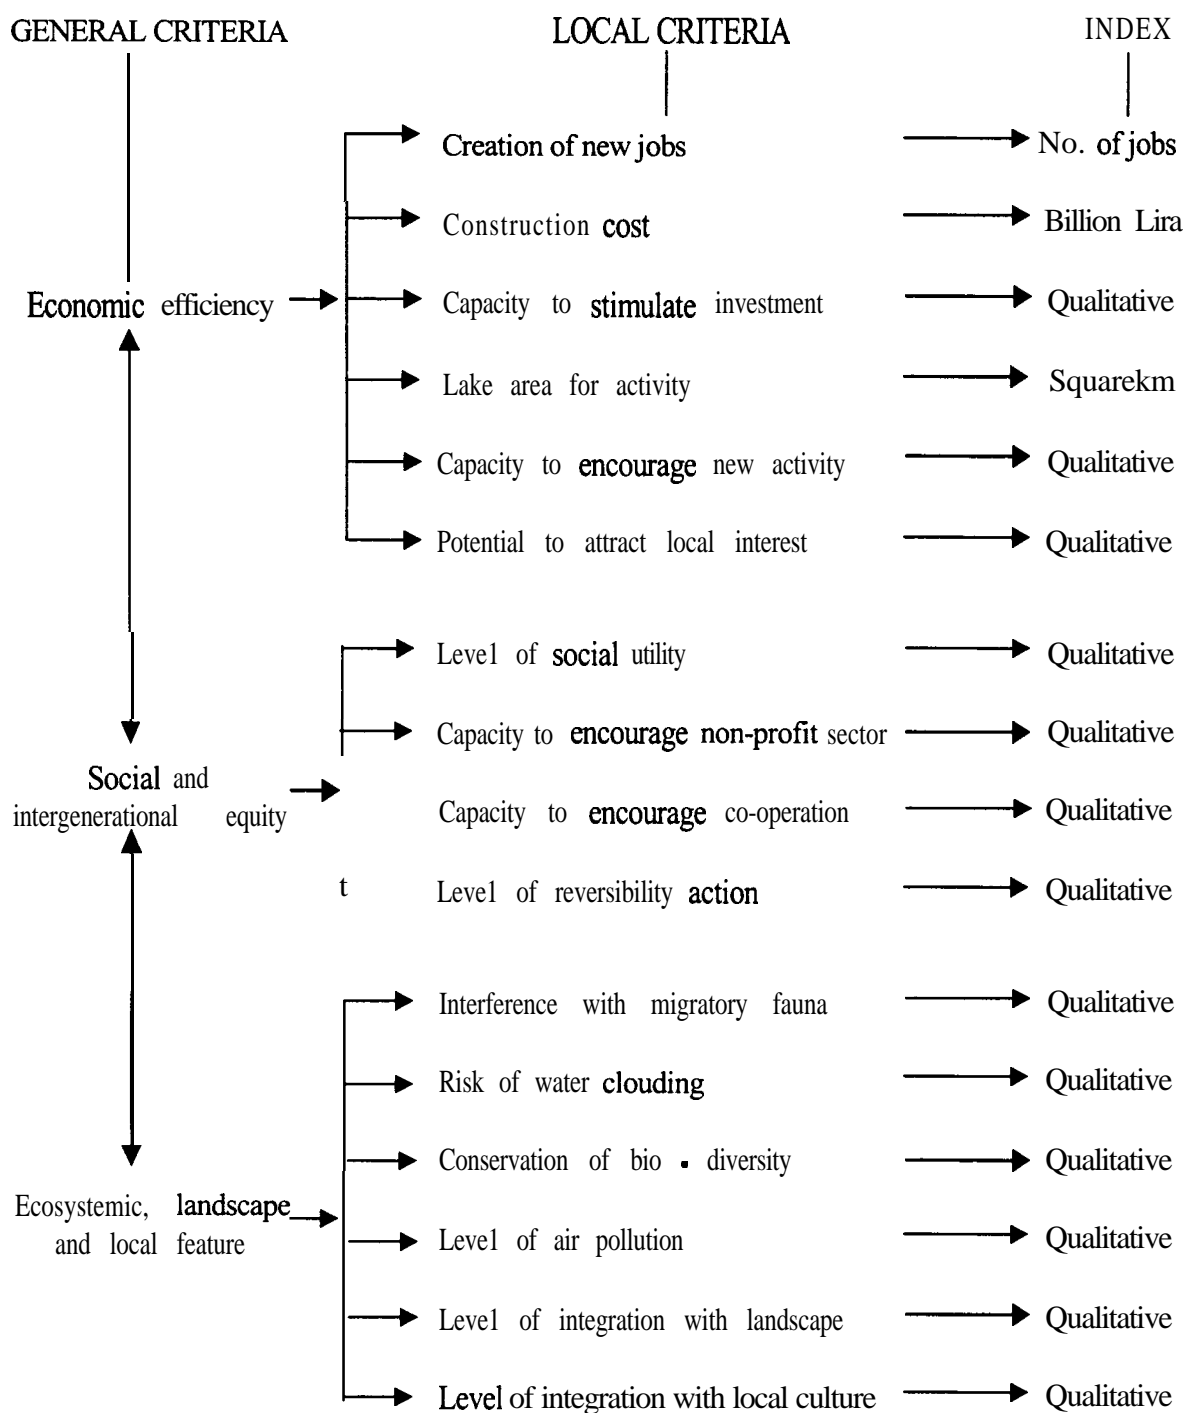 GENERAL CRITERIA LOCAL CRITERIA INDEX
Creation of new jobs No. of jobs
Construction cost Billion Lira
Economic efficiency Capacity to stimulate investment Qualitative
Lake area for activity Squarekm
Capacity to encourage new activity Qualitative
Potential to attract local interest Qualitative
Leve1 of social utility Qualitative
Capacity to encourage non-profit sector Qualitative
Social and
intergenerational equity Capacity to encourage co-operation Qualitative
t Leve1 of reversibility action Qualitative
Interference with migratory fauna Qualitative
Risk of water clouding Qualitative
Conservation of bio - diversity Qualitative
Ecosystemic, landscape
and local feature Leve1 of air pollution Qualitative
Leve1 of integration with landscape Qualitative
Level of integration with local culture Qualitative